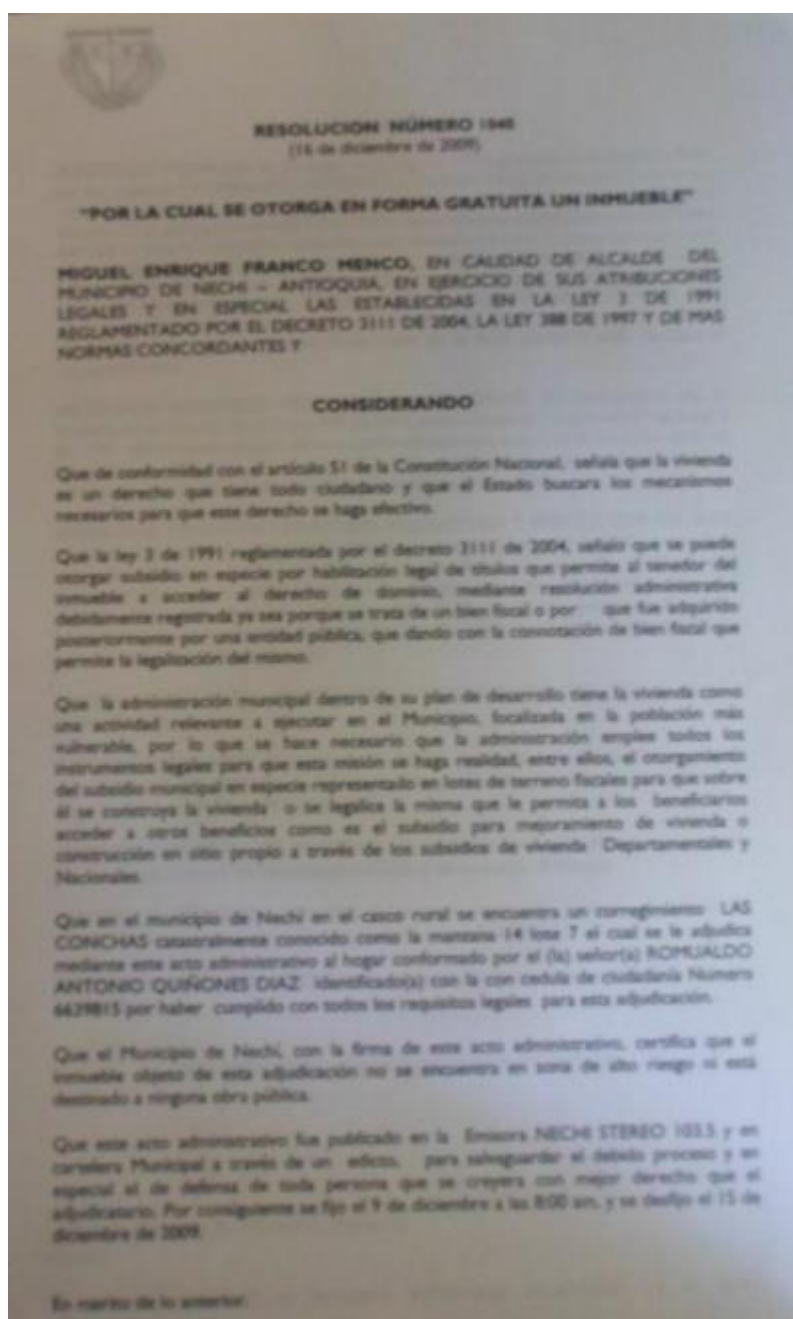 RESOLUCION NÚMERO 1040
(16 de diciembre de 2009)
"POR LA CUAL SE OTORGA EN FORMA GRATUITA UN INMUEBLE"
MIGUEL ENRIQUE FRANCO MENCO, EN CALIDAD DE ALCALDE DEL
MUNICIPIO DE NECHI – ANTIOQUIA, EN EJERCICIO DE SUS ATRIBUCIONES
LEGALES Y EN ESPECIAL LAS ESTABLECIDAS EN LA LEY 3 DE 1991
REGLAMENTADO POR EL DECRETO 3111 DE 2004, LA LEY 388 DE 1997 Y DE MAS
NORMAS CONCORDANTES Y
CONSIDERANDO
Que de conformidad con el artículo 51 de la Constitución Nacional, señala que la vivienda
es un derecho que tiene todo ciudadano y que el Estado buscara los mecanismos
necesarios para que este derecho se haga efectivo.
Que la ley 3 de 1991 reglamentada por el decreto 3111 de 2004, señalo que se puede
otorgar subsidio en especie por habilitación legal de títulos que permite al tenedor del
inmueble a acceder al derecho de dominio, mediante resolución administrativa
debidamente registrada ya sea porque se trata de un bien fiscal o por que fue adquirido
posteriormente por una entidad pública, que dando con la connotación de bien fiscal que
permite la legalización del mismo.
Que la administración municipal dentro de su plan de desarrollo tiene la vivienda como
una actividad relevante a ejecutar en el Municipio, focalizada en la población más
vulnerable, por lo que se hace necesario que la administración emplee todos los
instrumentos legales para que esta misión se haga realidad, entre ellos, el otorgamiento
del subsidio municipal en especie representado en lotes de terreno fiscales para que sobre
él se construya la vivienda o se legalice la misma que le permita a los beneficiarios
acceder a otros beneficios como es el subsidio para mejoramiento de vivienda o
construcción en sitio propio a través de los subsidios de vivienda Departamentales y
Nacionales.
Que en el municipio de Nechí en el casco rural se encuentra un corregimiento LAS
CONCHAS catastralmente conocido como la manzana 14 lote 7 el cual se le adjudica
mediante este acto administrativo al hogar conformado por el (la) señor(a) ROMUALDO
ANTONIO QUIÑONES DIAZ identificado(a) con la con cedula de ciudadanía Numero
6639815 por haber cumplido con todos los requisitos legales para esta adjudicación.
Que el Municipio de Nechí, con la firma de este acto administrativo, certifica que el
inmueble objeto de esta adjudicación no se encuentra en zona de alto riesgo ni está
destinado a ninguna obra pública.
Que este acto administrativo fue publicado en la Emisora NECHI STEREO 103.5 y en
cartelera Municipal a través de un edicto, para salvaguardar el debido proceso y en
especial el de defensa de toda persona que se creyera con mejor derecho que el
adjudicatario. Por consiguiente se fijo el 9 de diciembre a las 8:00 am, y se desfijo el 15 de
diciembre de 2009.
En merito de lo anterior,